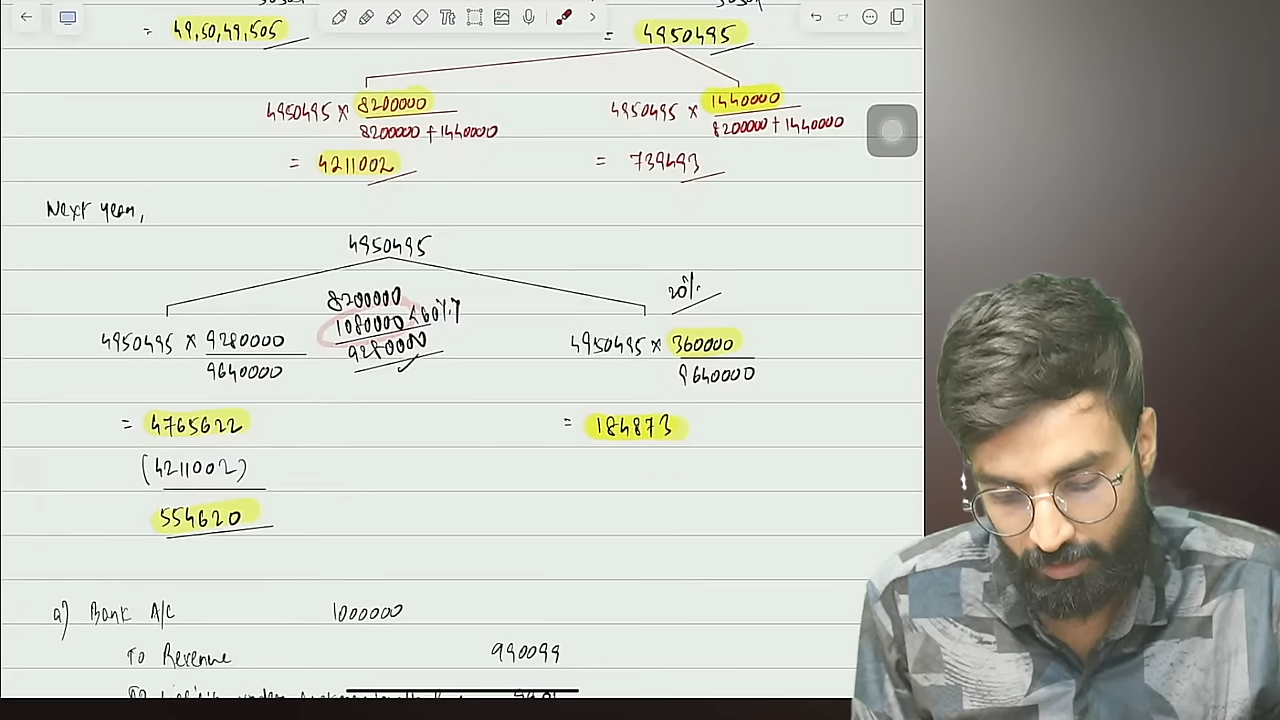 = 49,50,49,505 = 4950495
4950495 × 8200000 / 8200000 + 1440000 4950495 × 1440000 / 8200000 + 1440000
= 4211002 = 739493
Next year,
4950495
8200000 20%
1080000 <60%>
4950495 × 9280000 / 9640000 9280000 4950495 × 360000 / 9640000
= 4765622 = 184873
(4211002)
554620
a) Bank A/C 1000000
To Revenue 990099
To